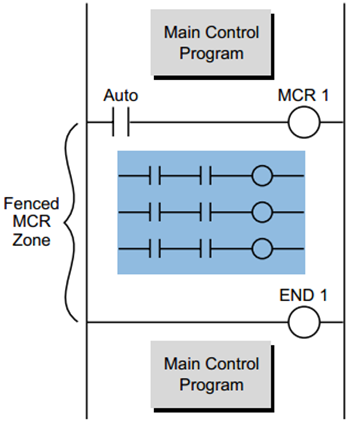 Main Control
Program
Auto
MCR 1
Fenced
MCR
Zone
END 1
Main Control
Program